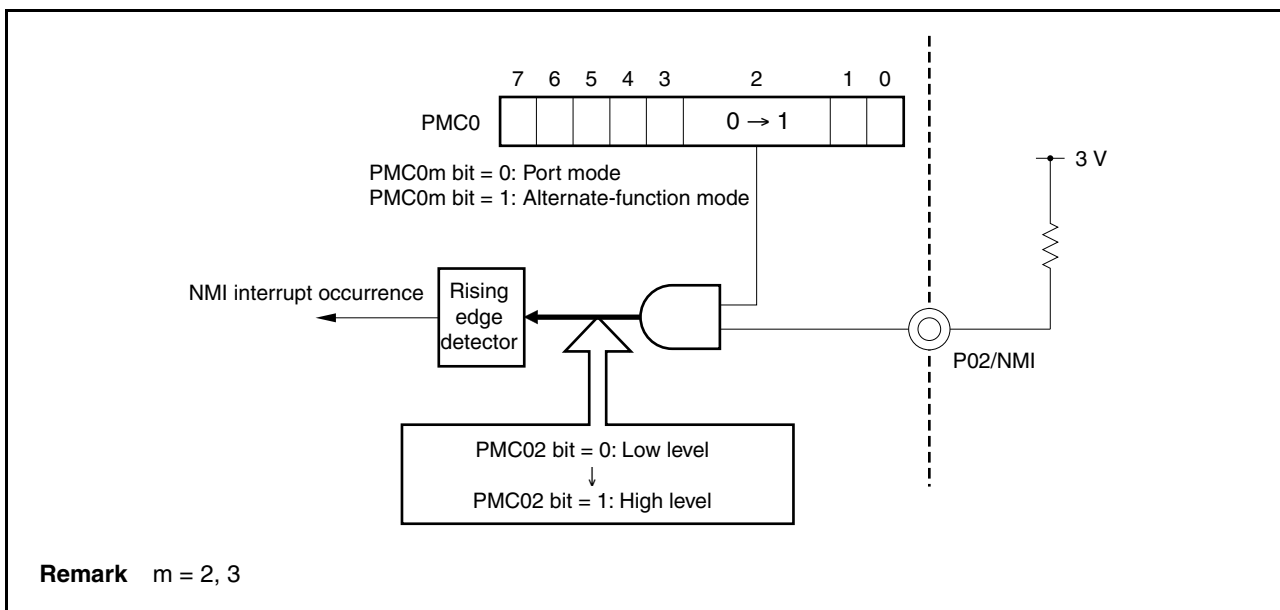 7 6 5 4 3 2 1 0
PMC0 0 → 1
3 V
PMC0m bit = 0: Port mode
PMC0m bit = 1: Alternate-function mode
NMI interrupt occurrence
Rising
edge
detector
P02/NMI
PMC02 bit = 0: Low level
↓
PMC02 bit = 1: High level
Remark m = 2, 3